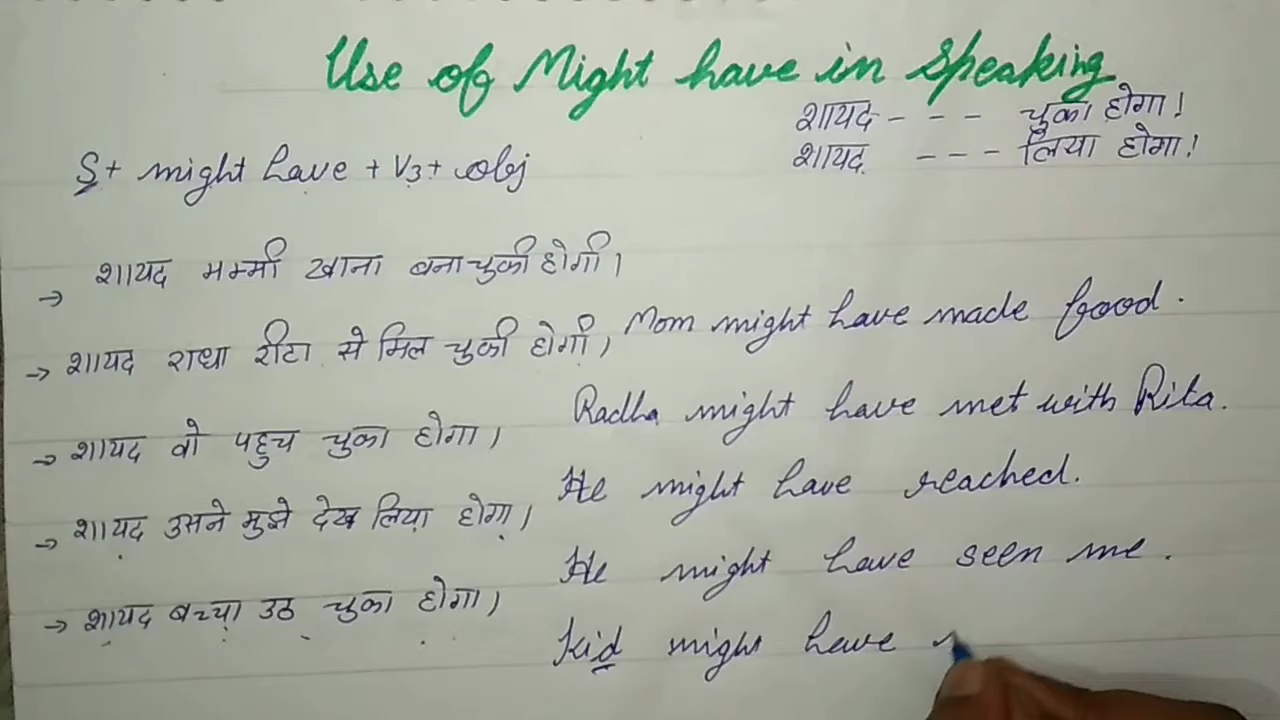 Use of Might have in Speaking
शायद - - - चुका होगा!
शायद - - - लिया होगा!
S + might have + V3 + obj
→ शायद मम्मी खाना बना चुकी होगी।
Mom might have made food.
→ शायद राधा रीटा से मिल चुकी होगी।
Radha might have met with Rita.
→ शायद वो पहुच चुका होगा।
He might have reached.
→ शायद उसने मुझे देख लिया होगा।
He might have seen me.
→ शायद बच्चा उठ चुका होगा।
Kid might have